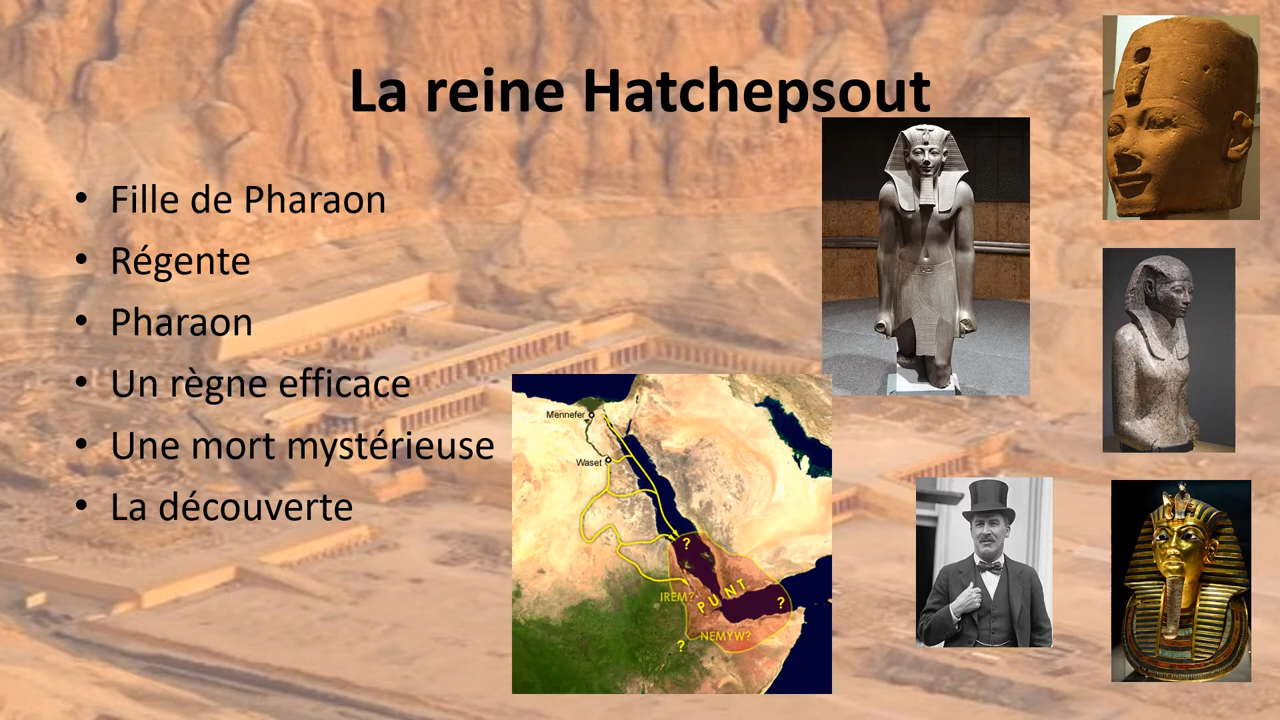 La reine Hatchepsout
• Fille de Pharaon
• Régente
• Pharaon
• Un règne efficace
• Une mort mystérieuse
• La découverte
Mennefer
Waset
?
IREM?
PUNT
?
NEMYW?
?